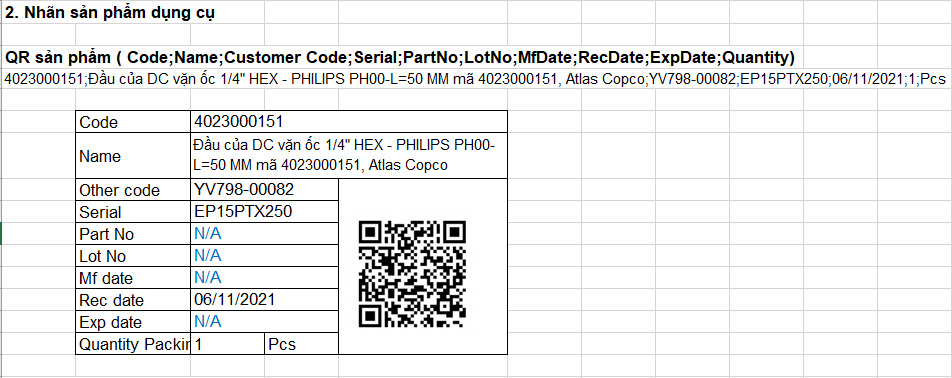 2. Nhãn sản phẩm dụng cụ
QR sản phẩm ( Code;Name;Customer Code;Serial;PartNo;LotNo;MfDate;RecDate;ExpDate;Quantity)
4023000151;Đầu của DC vặn ốc 1/4" HEX - PHILIPS PH00-L=50 MM mã 4023000151, Atlas Copco;YV798-00082;EP15PTX250;06/11/2021;1;Pcs
Code 4023000151
Name Đầu của DC vặn ốc 1/4" HEX - PHILIPS PH00-
L=50 MM mã 4023000151, Atlas Copco
Other code YV798-00082
Serial EP15PTX250
Part No N/A
Lot No N/A
Mf date N/A
Rec date 06/11/2021
Exp date N/A
Quantity Packin 1 Pcs